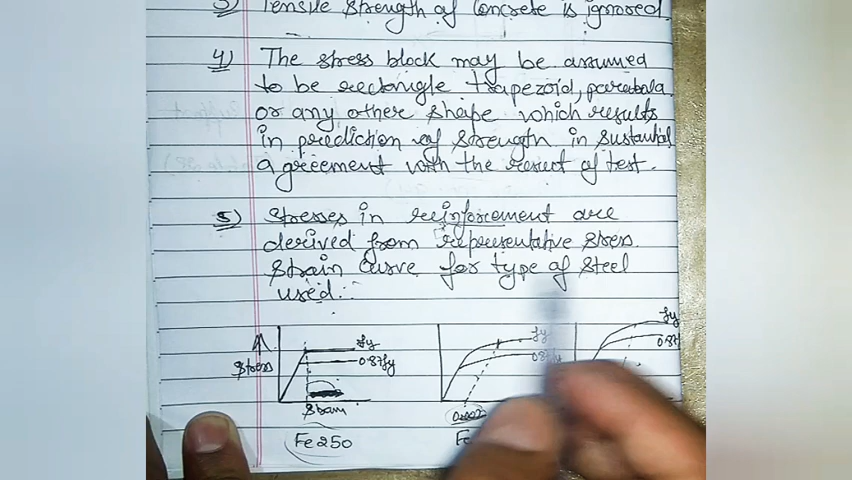 3) Tensile strength of concrete is ignored
4) The stress block may be assumed
to be rectangle trapezoid, parabala
or any other shape which results
in prediction of strength in sustantial
agreement with the result of test.
5) stresses in reinforcement are
derived from representative stress
strain curve for type of steel
used.
fy
0.87fy
stress
strain
Fe250
fy
0.87fy
0.002
Fe
fy
0.87